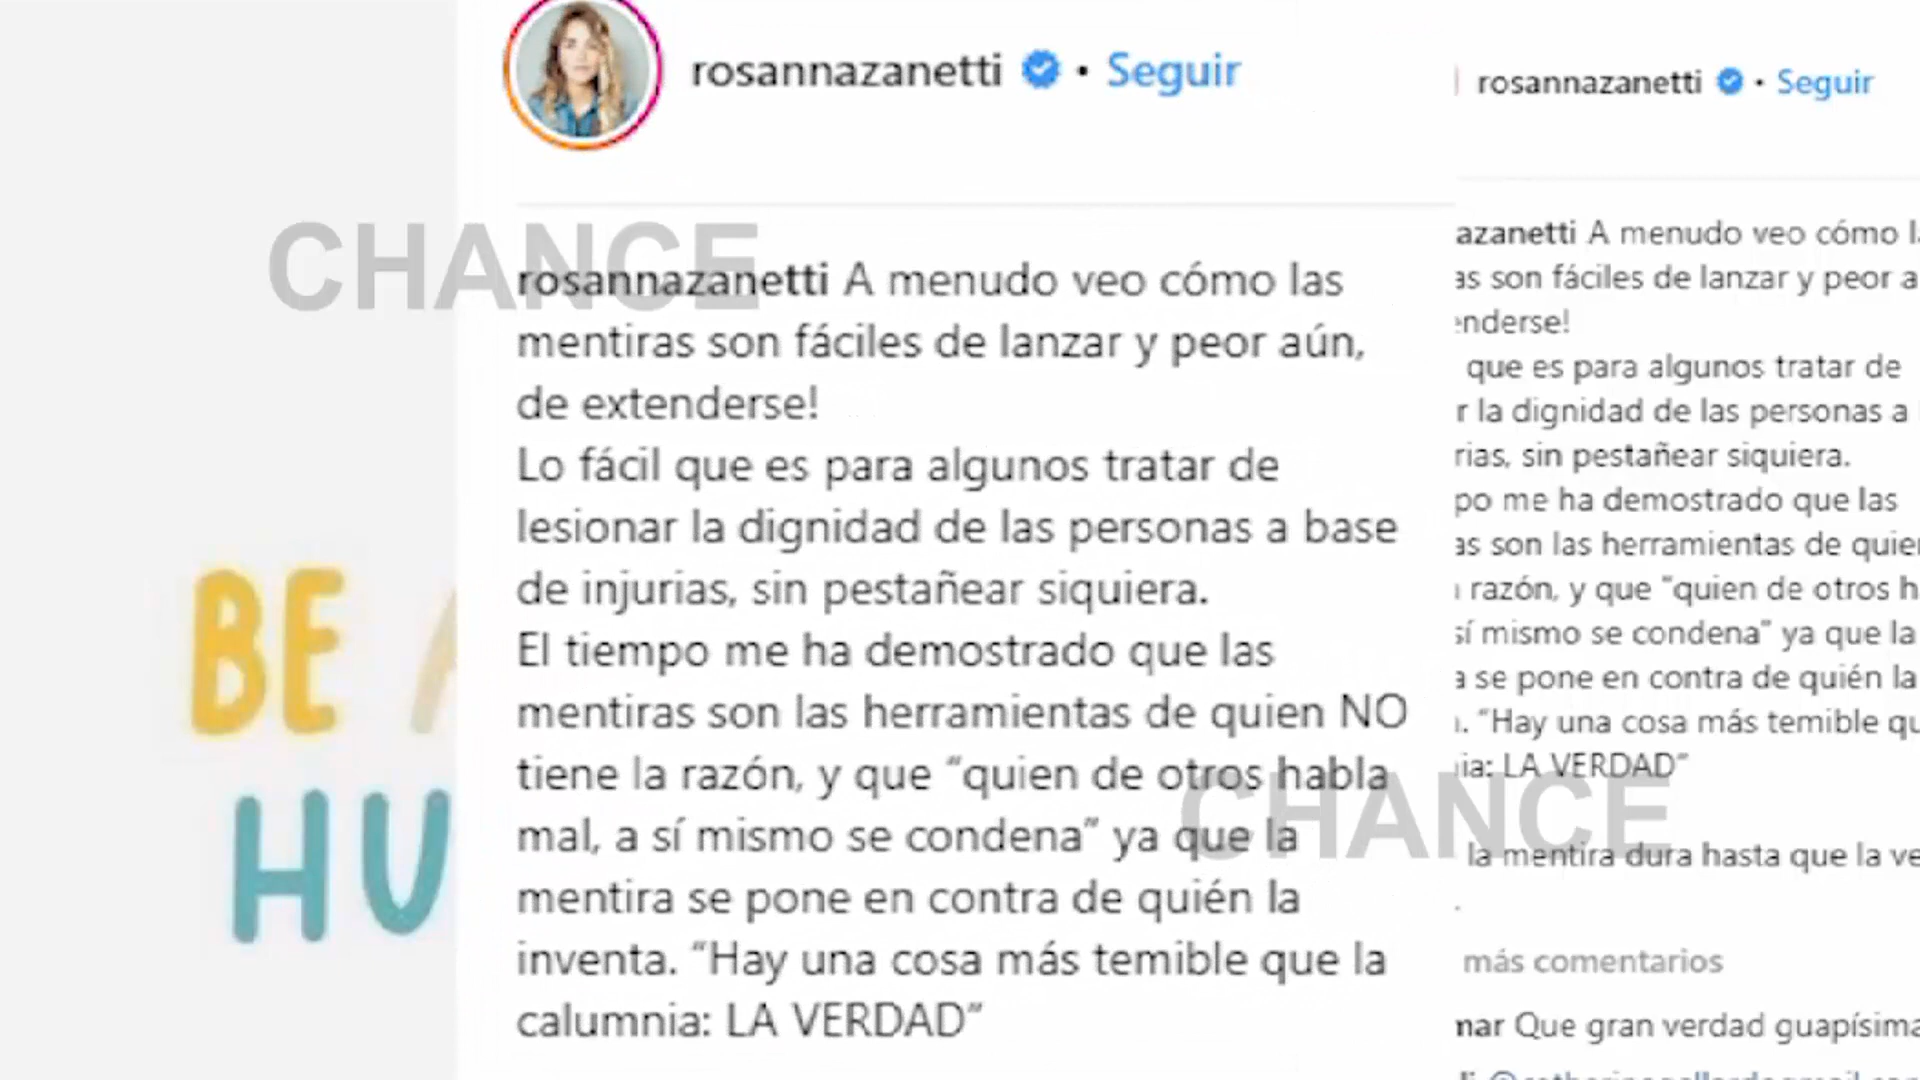 rosannazanetti • Seguir
CHANCE
rosannazanetti A menudo veo cómo las
mentiras son fáciles de lanzar y peor aún,
de extenderse!
Lo fácil que es para algunos tratar de
lesionar la dignidad de las personas a base
de injurias, sin pestañear siquiera.
El tiempo me ha demostrado que las
mentiras son las herramientas de quien NO
tiene la razón, y que “quien de otros habla
mal, a sí mismo se condena” ya que la
mentira se pone en contra de quién la
inventa. “Hay una cosa más temible que la
calumnia: LA VERDAD”
BE
HU
rosannazanetti • Seguir
azanetti A menudo veo cómo
as son fáciles de lanzar y peor
enderse!
que es para algunos tratar de
r la dignidad de las personas a
rias, sin pestañear siquiera.
po me ha demostrado que las
as son las herramientas de
razón, y que “quien de otros
sí mismo se condena” ya que la
a se pone en contra de quién la
. “Hay una cosa más temible
ia: LA VERDAD”
CHANCE
la mentira dura hasta que la
más comentarios
mar Que gran verdad guapísima